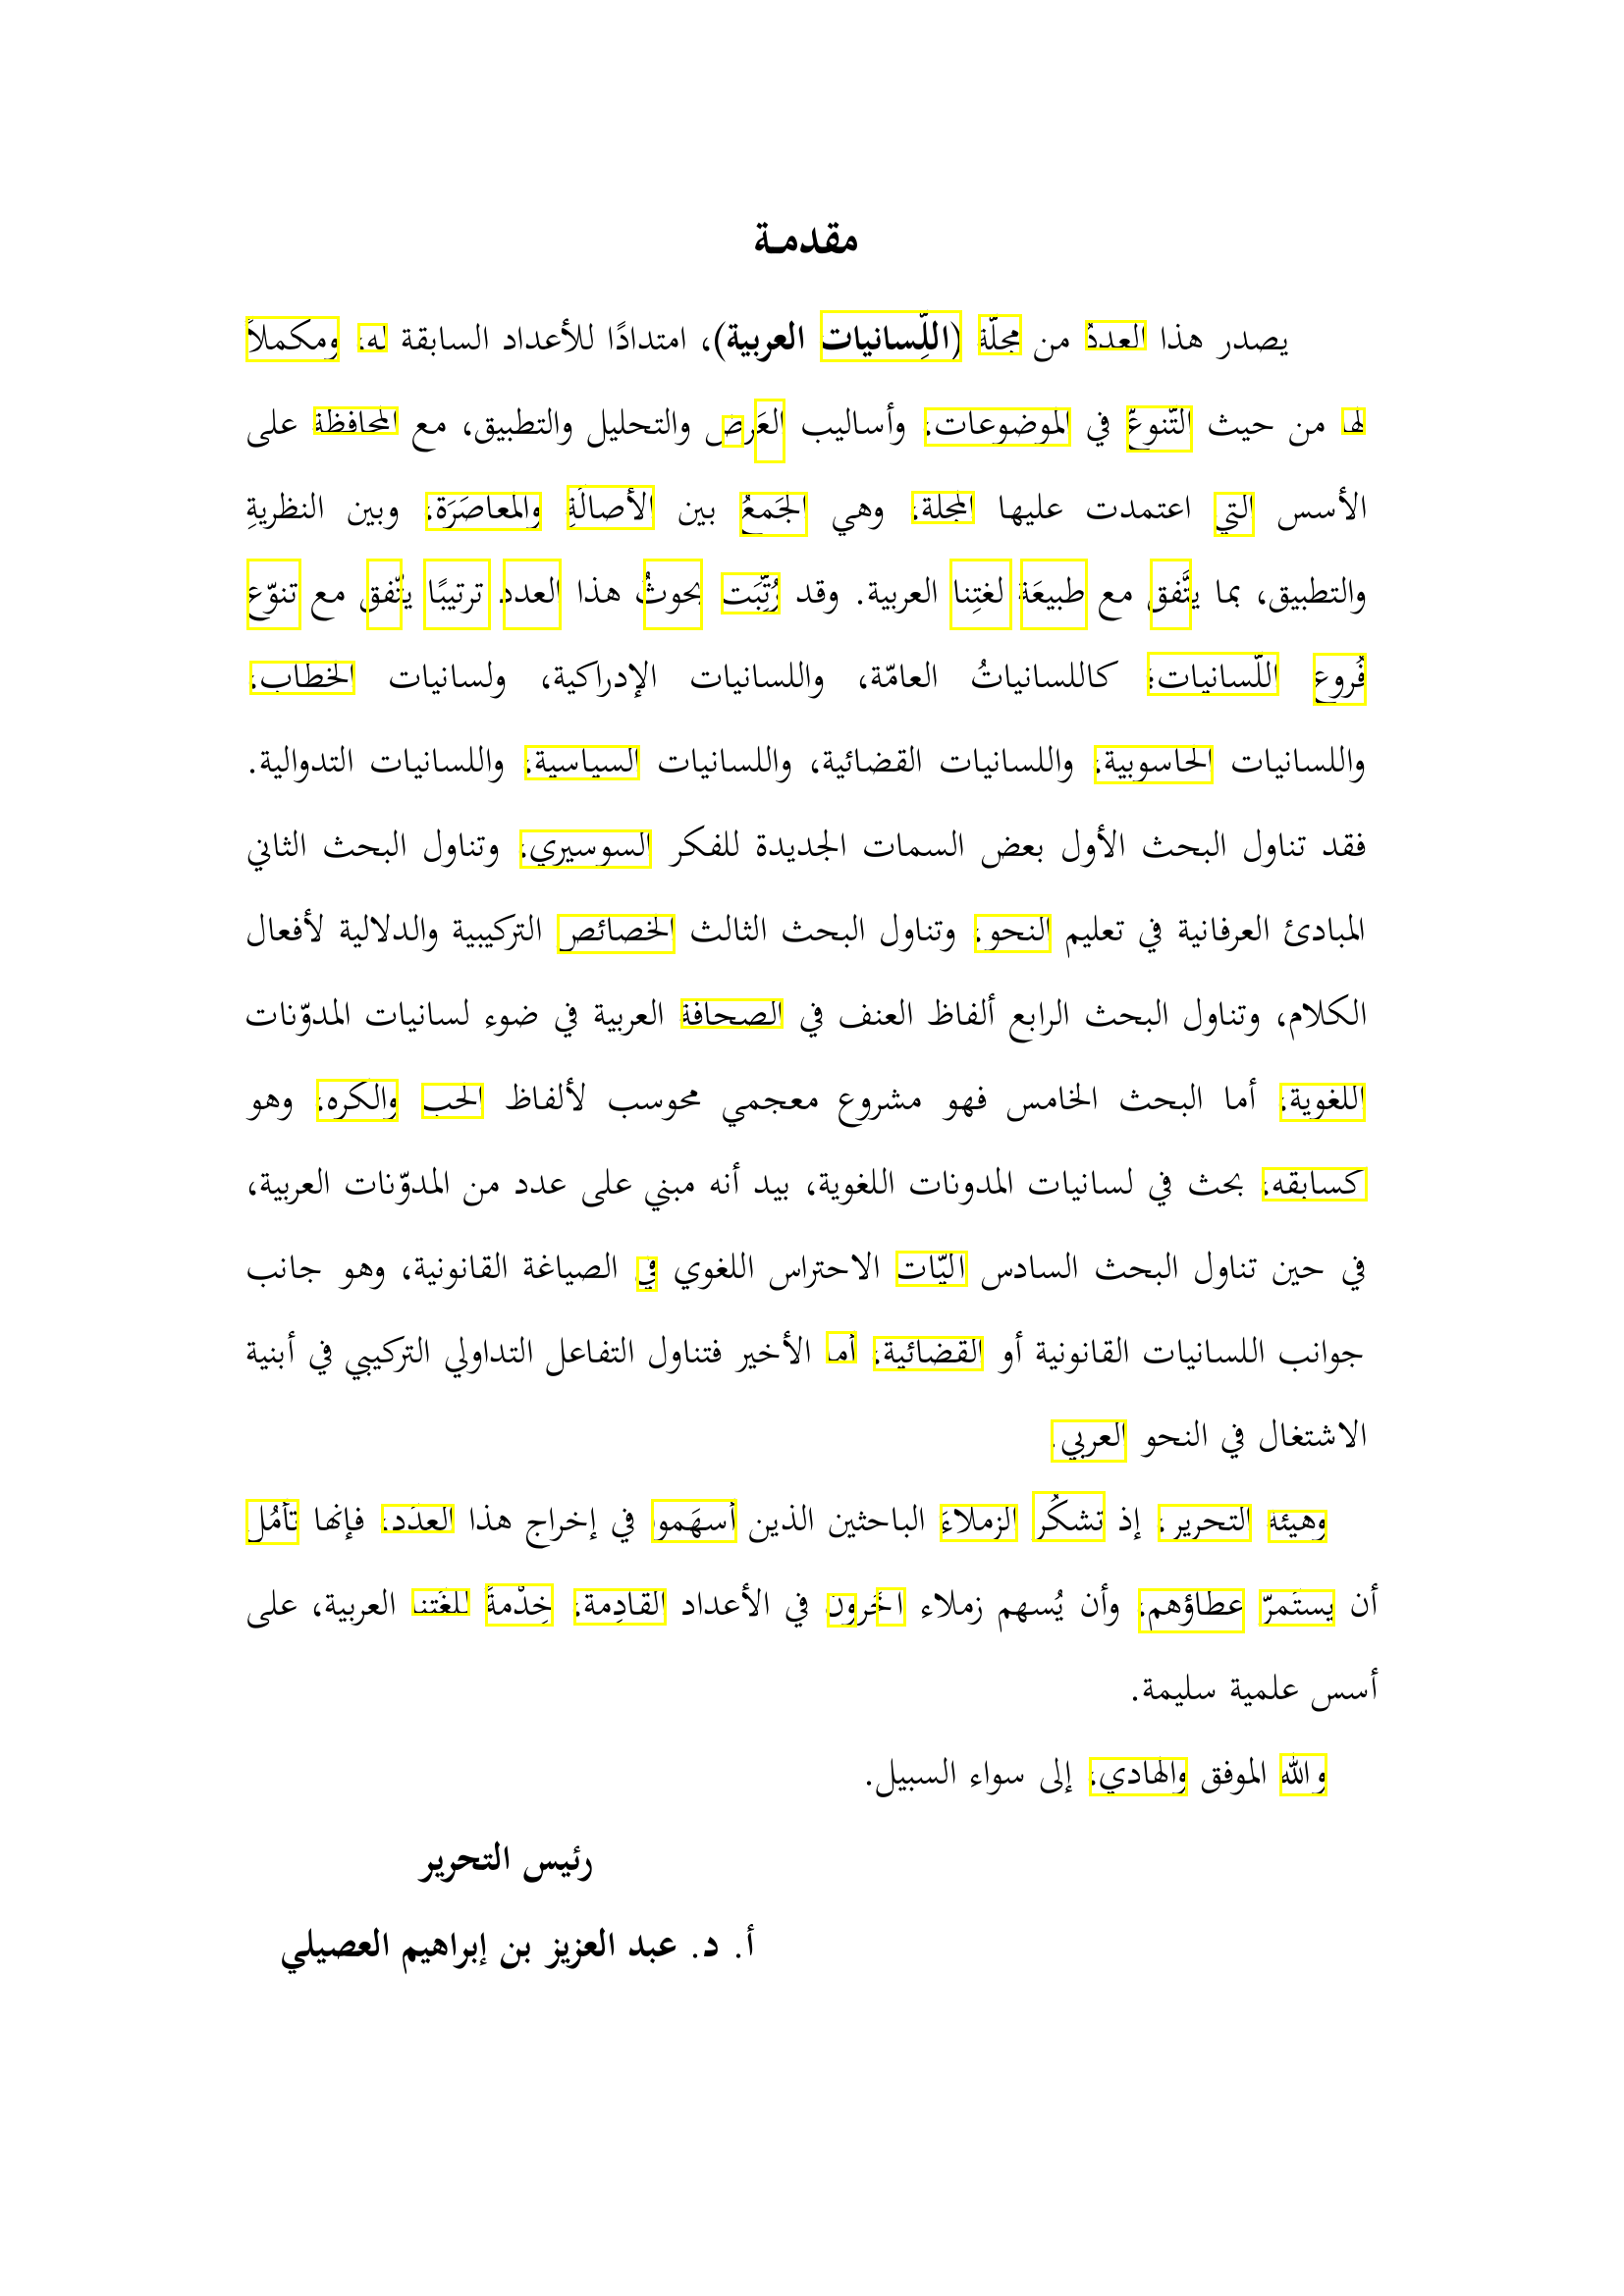 مقدمـة
يصدر هذا العددُ من مجلّة (اللِّسانيات العربية)، امتدادًا للأعداد السابقة له، ومكملاً
لها من حيث التّنوعّ في الموضوعات، وأساليب العَرض والتحليل والتطبيق، مع المحافظة على
الأسس التي اعتمدت عليها المجلة، وهي الجَمعُ بين الأصالَةِ والمعاصَرَة، وبين النظريةِ
والتطبيق، بما يتَّفق مع طبيعَة لغتِنا العربية. وقد رُتِّبَت بحوثُ هذا العدد ترتيبًا يتّفق مع تنوّع
فُروع اللّسانيات؛ كاللسانياتُ العامّة، واللسانيات الإدراكية، ولسانيات الخطاب،
واللسانيات الحاسوبية، واللسانيات القضائية، واللسانيات السياسية، واللسانيات التدوالية.
فقد تناول البحث الأول بعض السمات الجديدة للفكر السوسيري، وتناول البحث الثاني
المبادئ العرفانية في تعليم النحو، وتناول البحث الثالث الخصائص التركيبية والدلالية لأفعال
الكلام، وتناول البحث الرابع ألفاظ العنف في الصحافة العربية في ضوء لسانيات المدوّنات
اللغوية، أما البحث الخامس فهو مشروع معجمي محوسب لألفاظ الحب والكره، وهو
كسابقه، بحث في لسانيات المدونات اللغوية، بيد أنه مبني على عدد من المدوّنات العربية،
في حين تناول البحث السادس اليّات الاحتراس اللغوي في الصياغة القانونية، وهو جانب
جوانب اللسانيات القانونية أو القضائية، أما الأخير فتناول التفاعل التداولي التركيبي في أبنية
الاشتغال في النحو العربي.
وهيئة التحرير، إذ تشكُر الزملاءَ الباحثين الذين أسهَموا في إخراج هذا العدَد، فإنها تأمُل
أن يستَمرّ عطاؤهم، وأن يُسهم زملاء آخَرون في الأعداد القادِمة، خِدْمةً للغَتنا العربية، على
أسس علمية سليمة.
والله الموفق والهادي، إلى سواء السبيل.
رئيس التحرير
أ. د. عبد العزيز بن إبراهيم العصيلي